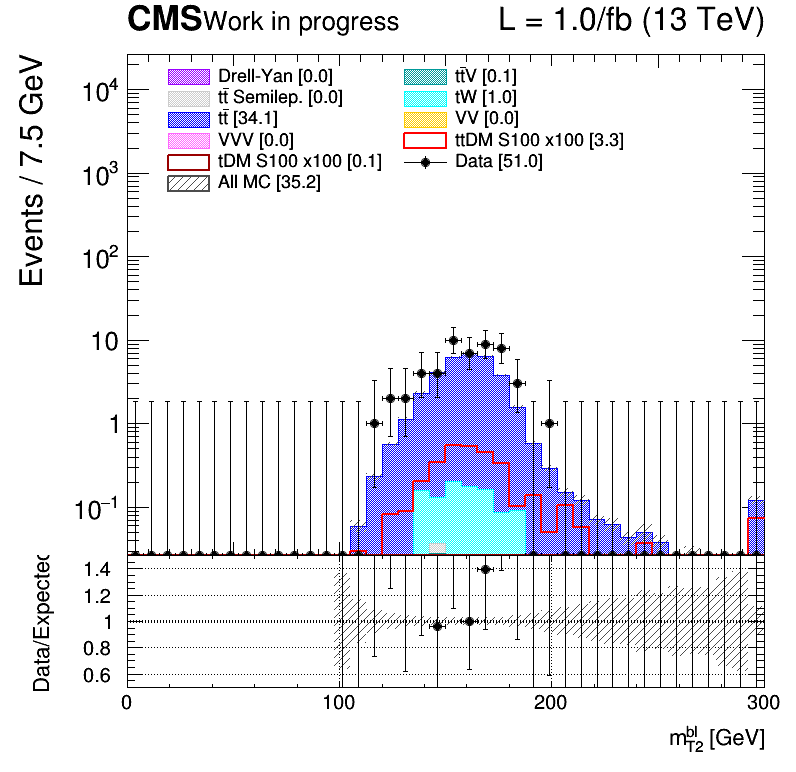 CMS Work in progress L = 1.0/fb (13 TeV)
Events / 7.5 GeV
Drell-Yan [0.0] tt̄V [0.1]
tt̄ Semilep. [0.0] tW [1.0]
tt̄ [34.1] VV [0.0]
VVV [0.0] ttDM S100 x100 [3.3]
tDM S100 x100 [0.1] Data [51.0]
All MC [35.2]
10⁴
10³
10²
10
1
10⁻¹
Data/Expected
1.4
1.2
1
0.8
0.6
0 100 200 300
m_T2^bl [GeV]